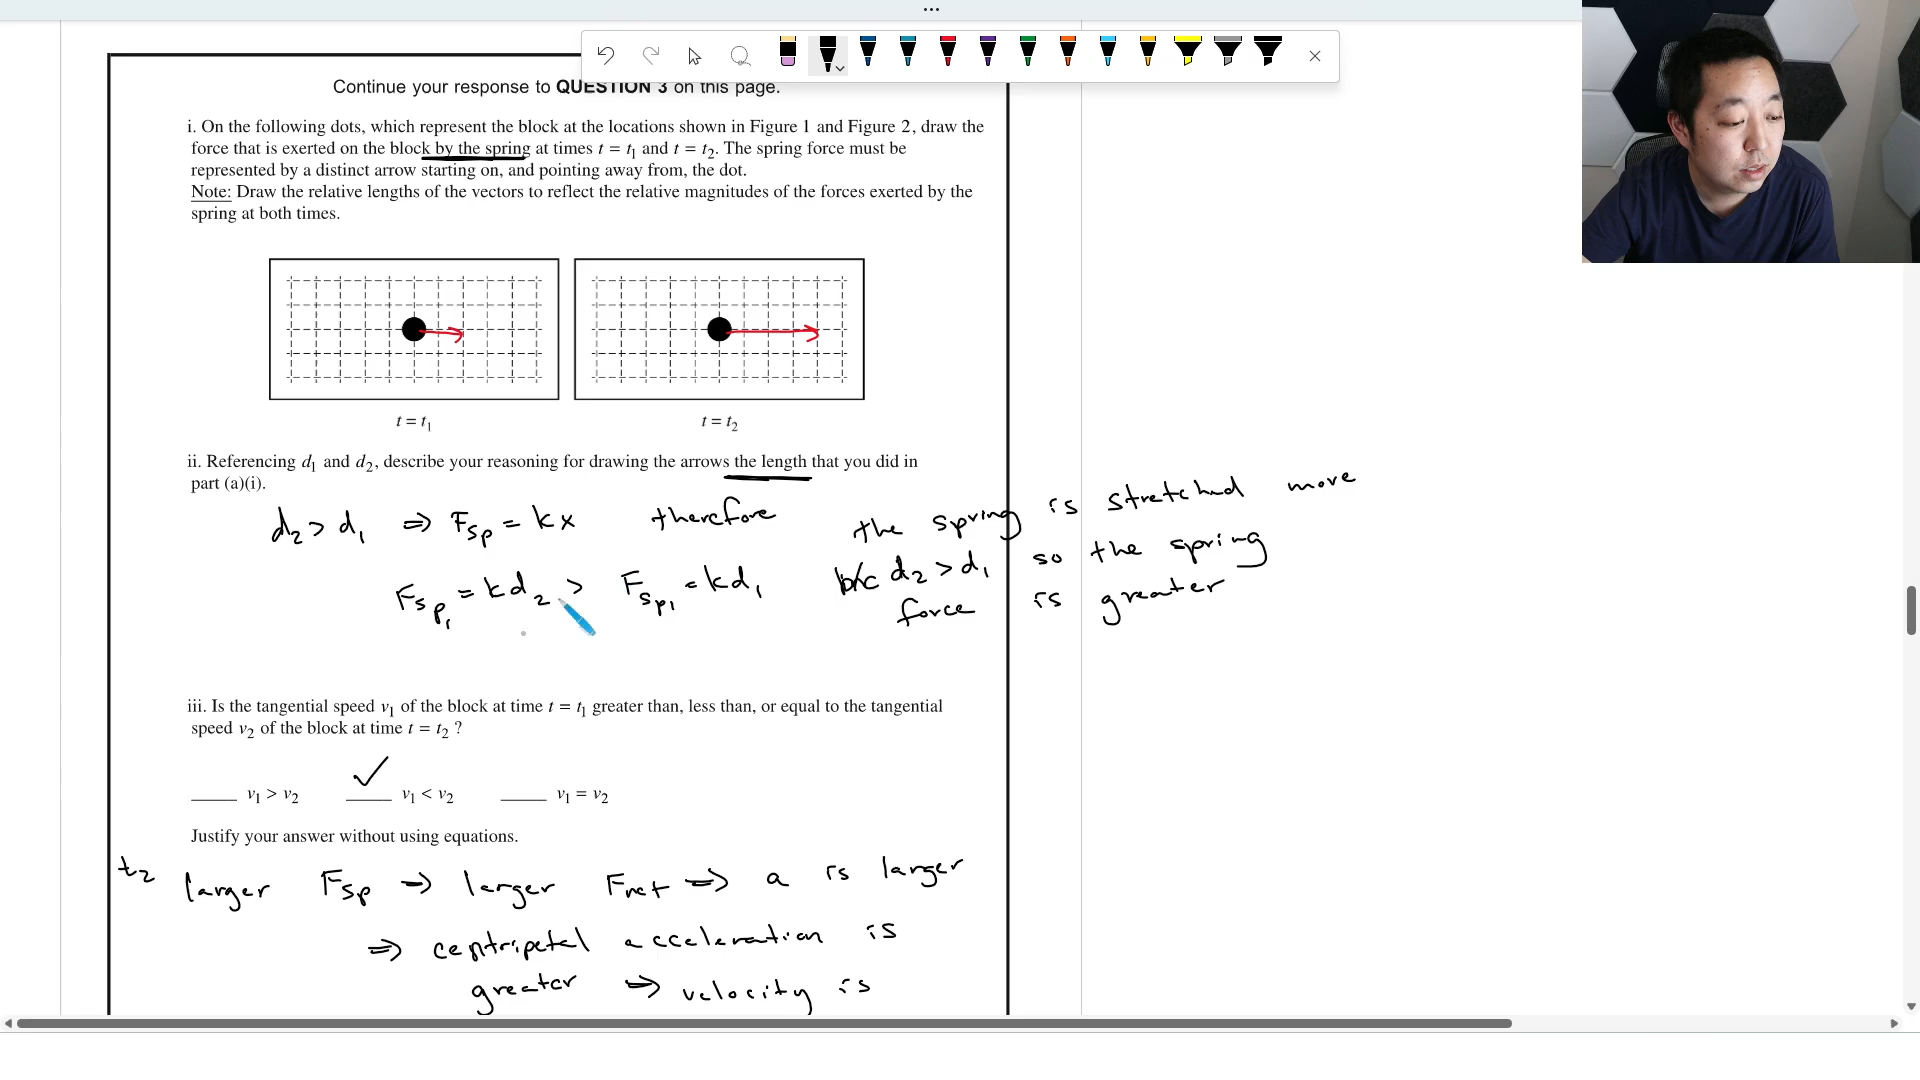 Continue your response to QUESTION 3 on this page.
i. On the following dots, which represent the block at the locations shown in Figure 1 and Figure 2, draw the
force that is exerted on the block by the spring at times t = t₁ and t = t₂. The spring force must be
represented by a distinct arrow starting on, and pointing away from, the dot.
Note: Draw the relative lengths of the vectors to reflect the relative magnitudes of the forces exerted by the
spring at both times.
t = t₁
t = t₂
ii. Referencing d₁ and d₂, describe your reasoning for drawing the arrows the length that you did in
part (a)(i).
d₂ > d₁ ⇒ Fsp = kx therefore
Fsp₁ = kd₂ > Fsp₁ = kd₁
the spring is stretched more
b/c d₂ > d₁ so the spring
force is greater
iii. Is the tangential speed v₁ of the block at time t = t₁ greater than, less than, or equal to the tangential
speed v₂ of the block at time t = t₂ ?
____ v₁ > v₂ ✓ ____ v₁ < v₂ ____ v₁ = v₂
Justify your answer without using equations.
t₂ larger Fsp ⇒ larger Fnet ⇒ a is larger
⇒ centripetal acceleration is
greater ⇒ velocity is